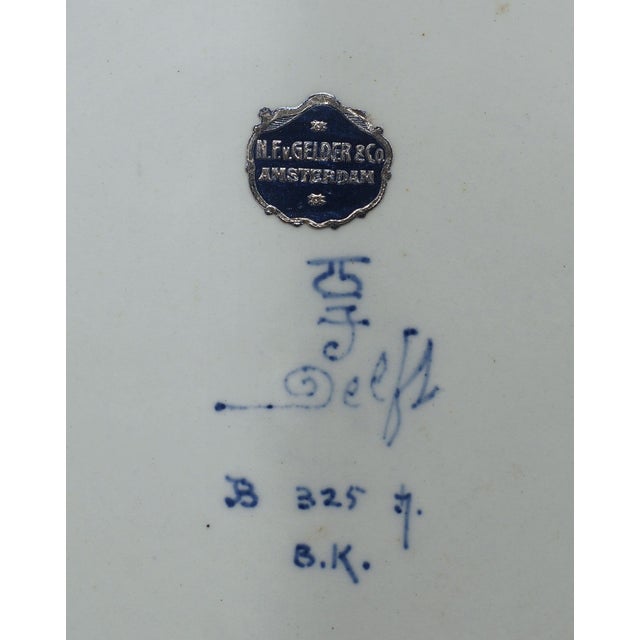 N.F.v.GELDER & Co.
AMSTERDAM
Delft
B 325
B.K.